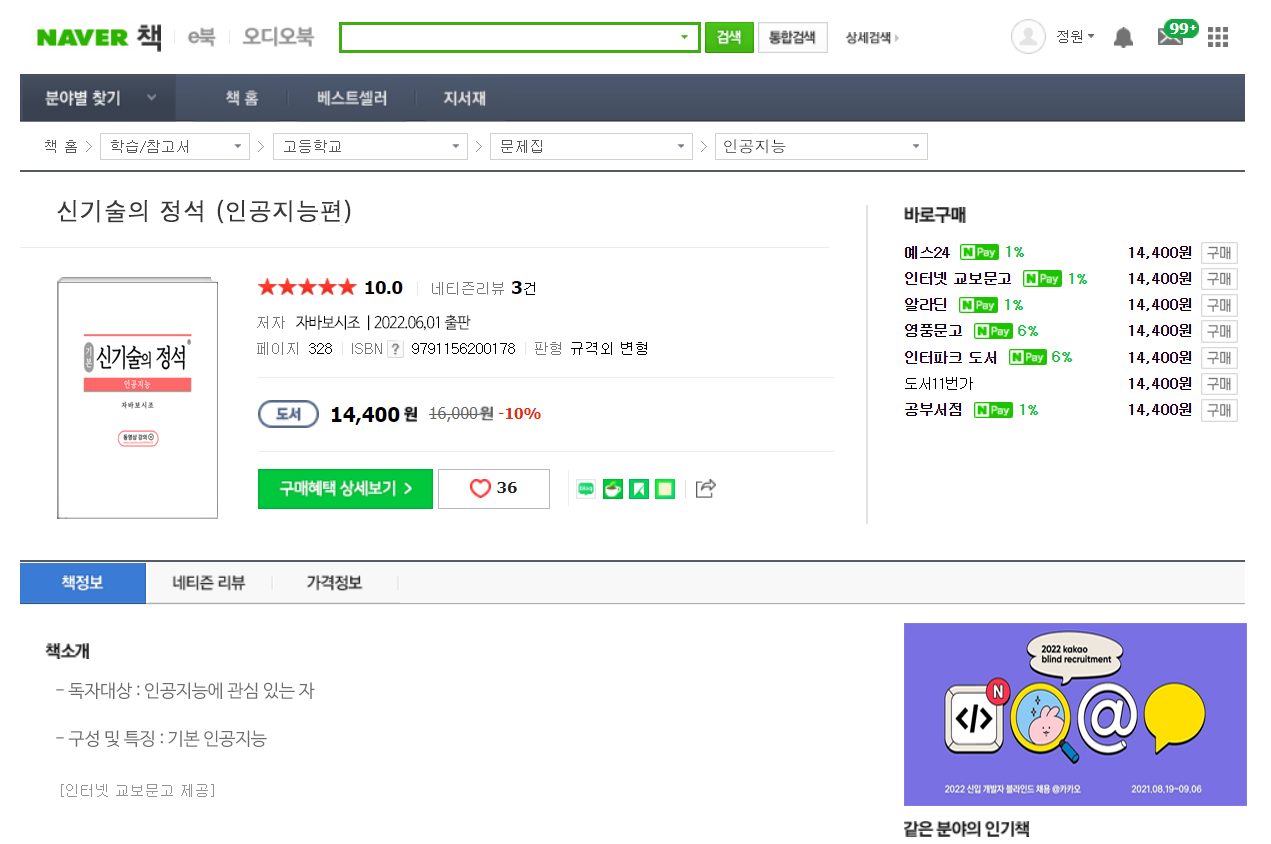 NAVER 책 e북 오디오북 검색 통합검색 상세검색 정원 99+
분야별 찾기 책 홈 베스트셀러 지서재
책 홈 학습/참고서 고등학교 문제집 인공지능
신기술의 정석 (인공지능편)
10.0 네티즌리뷰 3건
저자 자바보시조 | 2022.06,01 출판
페이지 328 ISBN ? 9791156200178 판형 규격외 변형
기본 신기술의 정석
인공지능
자바보시조
동영상 강의
도서 14,400원 16,000원 -10%
구매혜택 상세보기 36
바로구매
예스24 N Pay 1% 14,400원 구매
인터넷 교보문고 N Pay 1% 14,400원 구매
알라딘 N Pay 1% 14,400원 구매
영풍문고 N Pay 6% 14,400원 구매
인터파크 도서 N Pay 6% 14,400원 구매
도서11번가 14,400원 구매
공부서점 N Pay 1% 14,400원 구매
책정보 네티즌 리뷰 가격정보
책소개
- 독자대상 : 인공지능에 관심 있는 자
- 구성 및 특징 : 기본 인공지능
[인터넷 교보문고 제공]
2022 kakao
blind recruitment
N
</>
@
2022 신입 개발자 블라인드 채용 @카카오 2021.08.19~09.06
같은 분야의 인기책